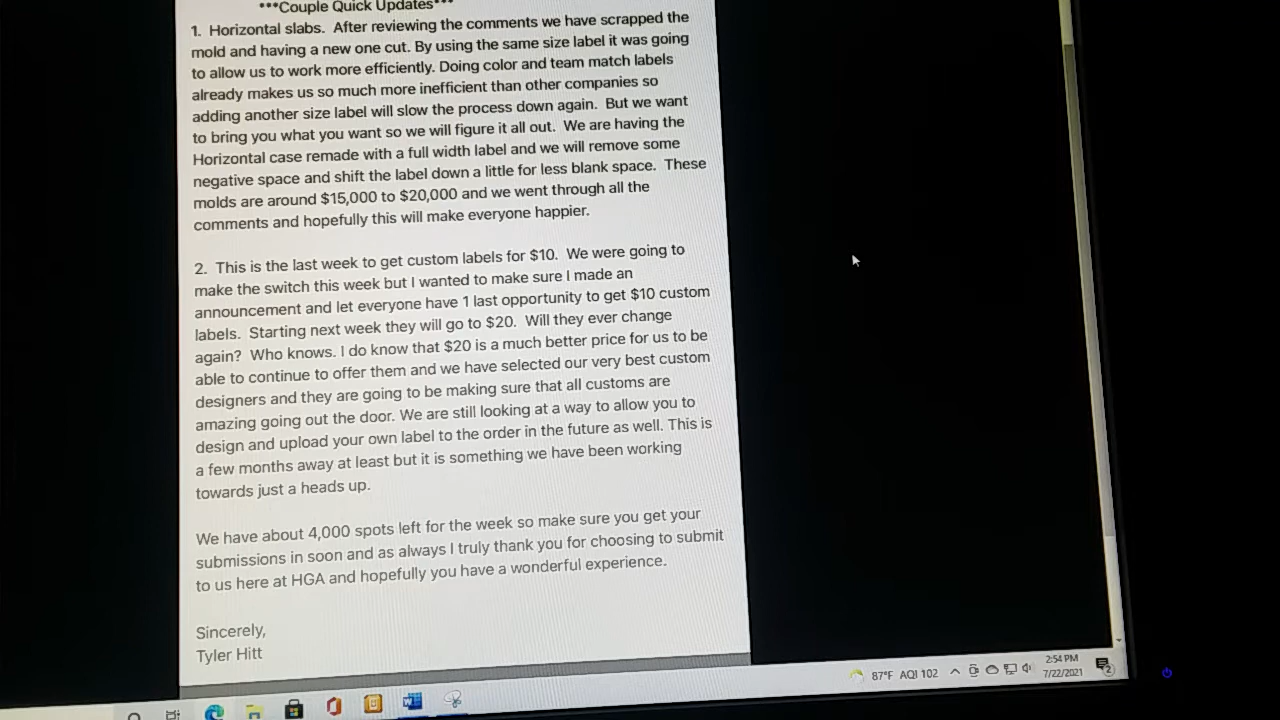 ***Couple Quick Updates***
1. Horizontal slabs. After reviewing the comments we have scrapped the
mold and having a new one cut. By using the same size label it was going
to allow us to work more efficiently. Doing color and team match labels
already makes us so much more inefficient than other companies so
adding another size label will slow the process down again. But we want
to bring you what you want so we will figure it all out. We are having the
Horizontal case remade with a full width label and we will remove some
negative space and shift the label down a little for less blank space. These
molds are around $15,000 to $20,000 and we went through all the
comments and hopefully this will make everyone happier.
2. This is the last week to get custom labels for $10. We were going to
make the switch this week but I wanted to make sure I made an
announcement and let everyone have 1 last opportunity to get $10 custom
labels. Starting next week they will go to $20. Will they ever change
again? Who knows. I do know that $20 is a much better price for us to be
able to continue to offer them and we have selected our very best custom
designers and they are going to be making sure that all customs are
amazing going out the door. We are still looking at a way to allow you to
design and upload your own label to the order in the future as well. This is
a few months away at least but it is something we have been working
towards just a heads up.
We have about 4,000 spots left for the week so make sure you get your
submissions in soon and as always I truly thank you for choosing to submit
to us here at HGA and hopefully you have a wonderful experience.
Sincerely,
Tyler Hitt
87°F AQI 102
2:54 PM
7/22/2021
2